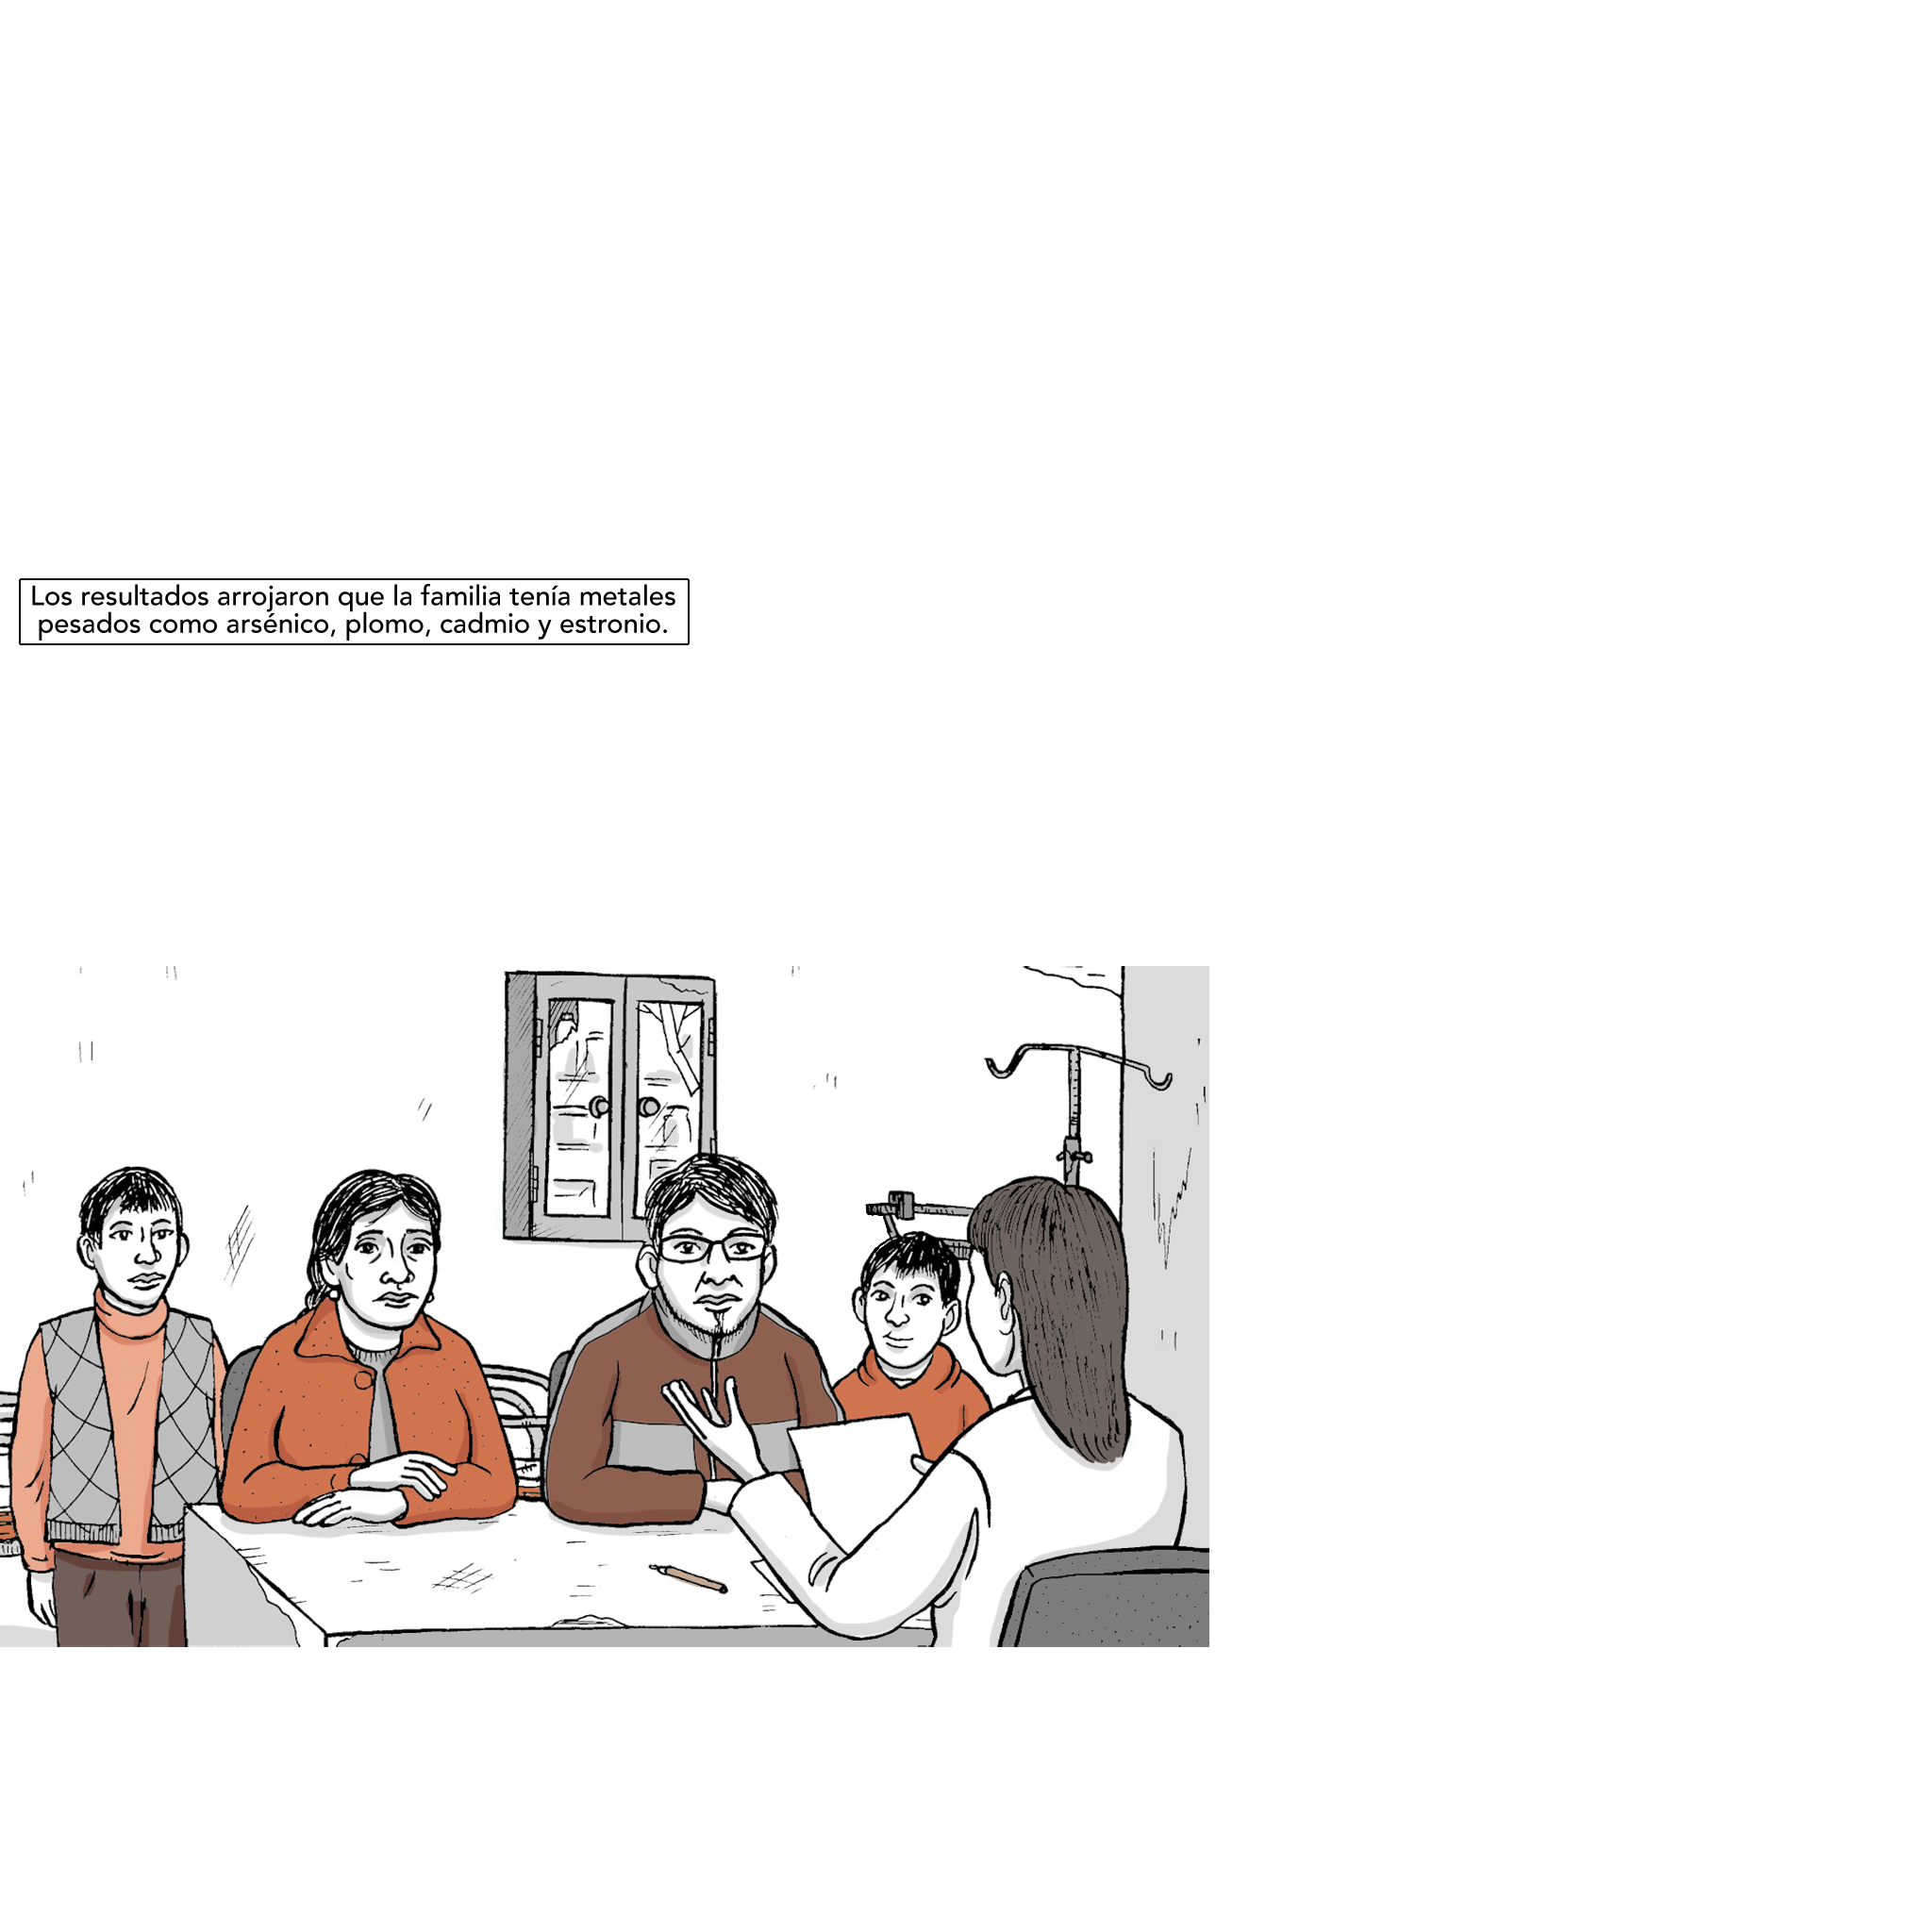 Los resultados arrojaron que la familia tenía metales
pesados como arsénico, plomo, cadmio y estronio.